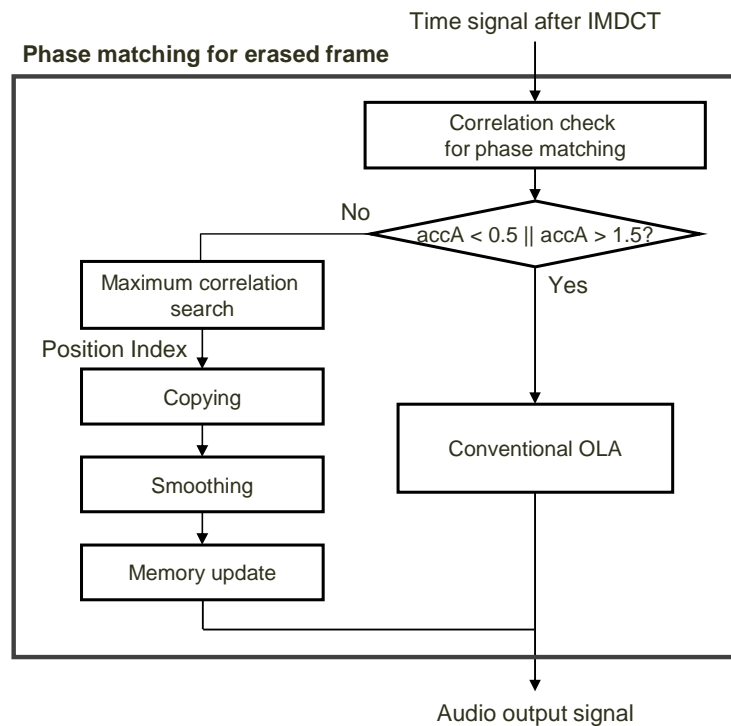 Time signal after IMDCT
Phase matching for erased frame
Correlation check
for phase matching
No
accA < 0.5 || accA > 1.5?
Yes
Maximum correlation
search
Position Index
Copying
Conventional OLA
Smoothing
Memory update
Audio output signal